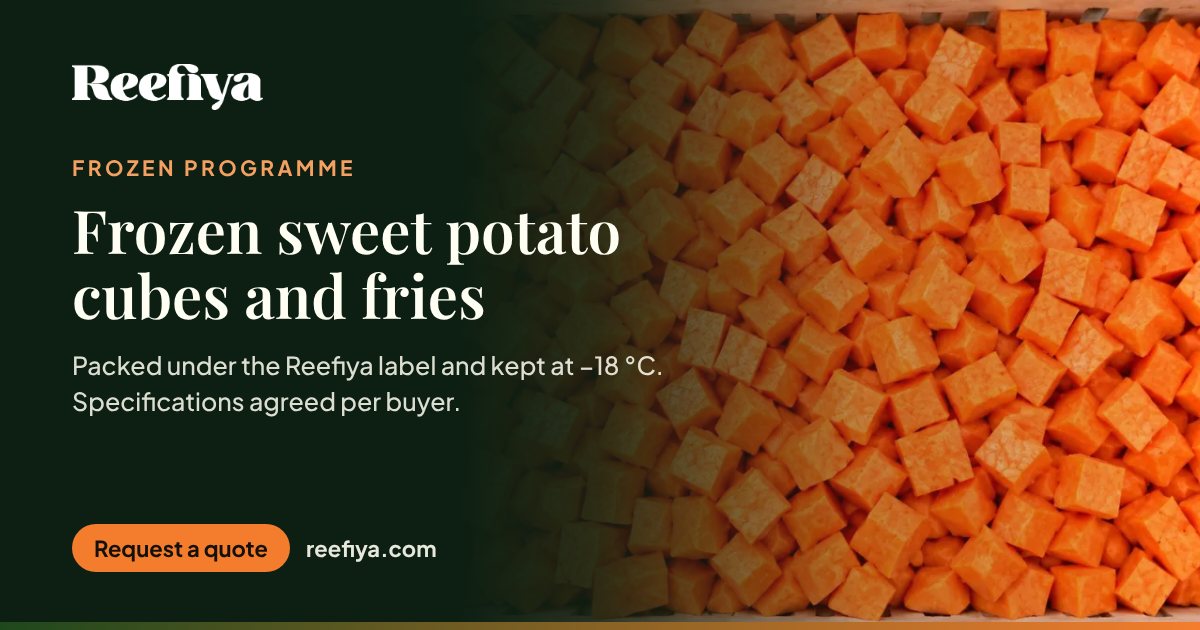 Reefiya
FROZEN PROGRAMME
Frozen sweet potato
cubes and fries
Packed under the Reefiya label and kept at –18 °C.
Specifications agreed per buyer.
Request a quote
reefiya.com